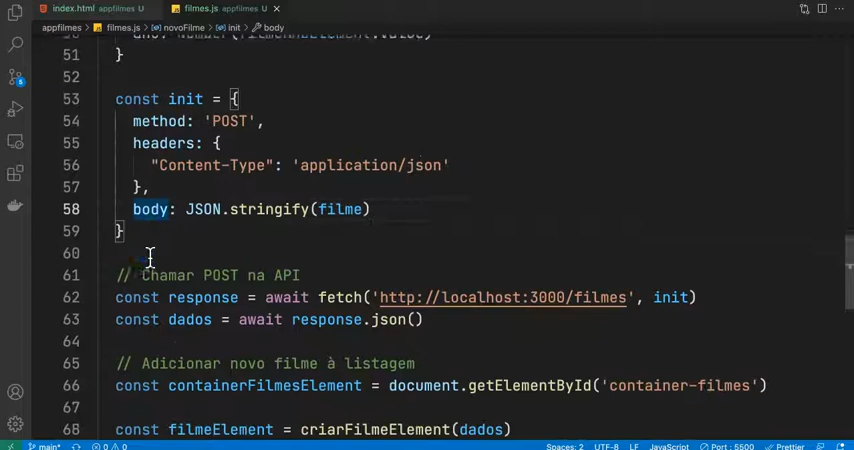 index.html appfilmes U
filmes.js appfilmes U
appfilmes > filmes.js > novoFilme > init > body
51 }
52
53 const init = {
54 method: 'POST',
55 headers: {
56 "Content-Type": 'application/json'
57 },
58 body: JSON.stringify(filme)
59 }
60
61 // Chamar POST na API
62 const response = await fetch('http://localhost:3000/filmes', init)
63 const dados = await response.json()
64
65 // Adicionar novo filme à listagem
66 const containerFilmesElement = document.getElementById('container-filmes')
67
68 const filmeElement = criarFilmeElement(dados)
main* 0 0 Spaces: 2 UTF-8 LF JavaScript Port : 5500 Prettier